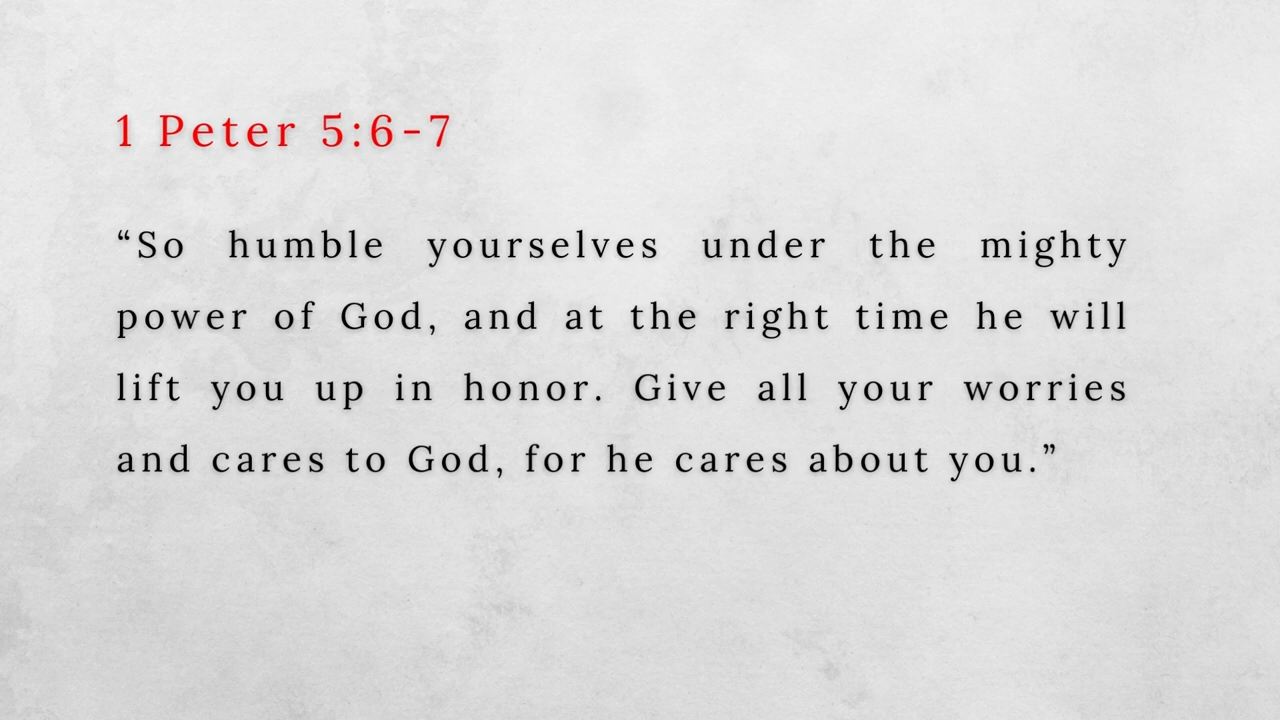 1 Peter 5:6-7
“So humble yourselves under the mighty
power of God, and at the right time he will
lift you up in honor. Give all your worries
and cares to God, for he cares about you.”